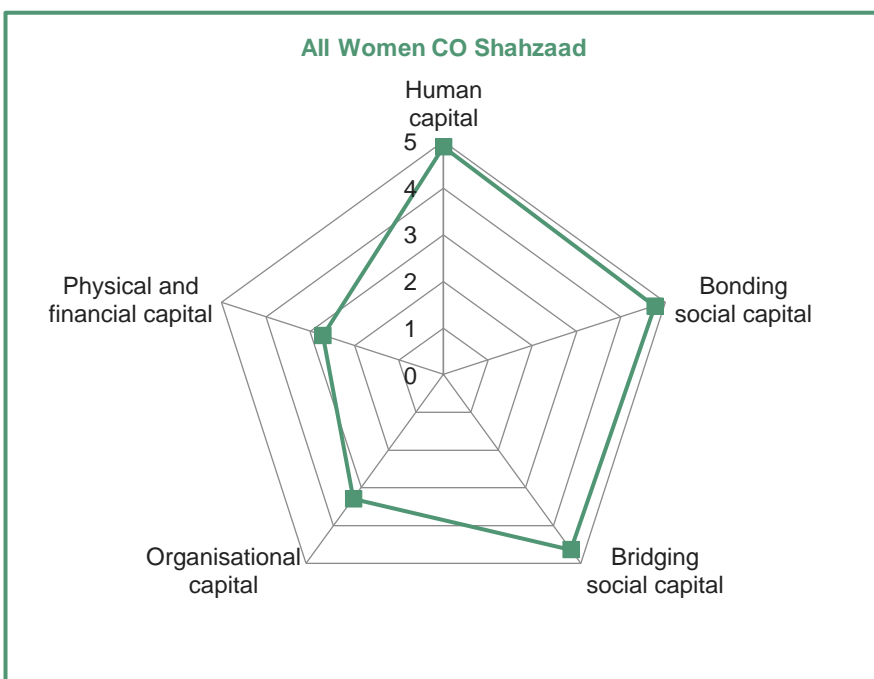 All Women CO Shahzaad
Human
capital
5
4
3
2
1
0
Bonding
social capital
Bridging
social capital
Organisational
capital
Physical and
financial capital